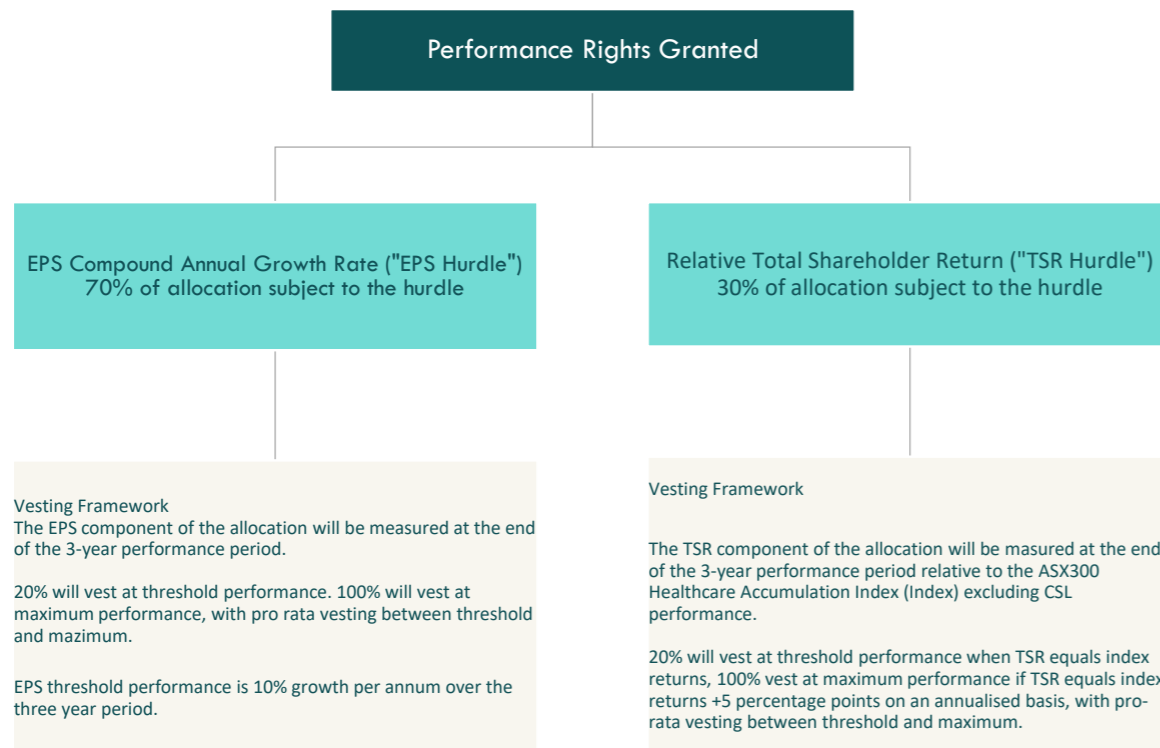 Performance Rights Granted
EPS Compound Annual Growth Rate ("EPS Hurdle")
70% of allocation subject to the hurdle
Relative Total Shareholder Return ("TSR Hurdle")
30% of allocation subject to the hurdle
Vesting Framework
The EPS component of the allocation will be measured at the end
of the 3-year performance period.
20% will vest at threshold performance. 100% will vest at
maximum performance, with pro rata vesting between threshold
and mazimum.
EPS threshold performance is 10% growth per annum over the
three year period.
Vesting Framework
The TSR component of the allocation will be masured at the end
of the 3-year performance period relative to the ASX300
Healthcare Accumulation Index (Index) excluding CSL
performance.
20% will vest at threshold performance when TSR equals index
returns, 100% vest at maximum performance if TSR equals index
returns +5 percentage points on an annualised basis, with pro-
rata vesting between threshold and maximum.